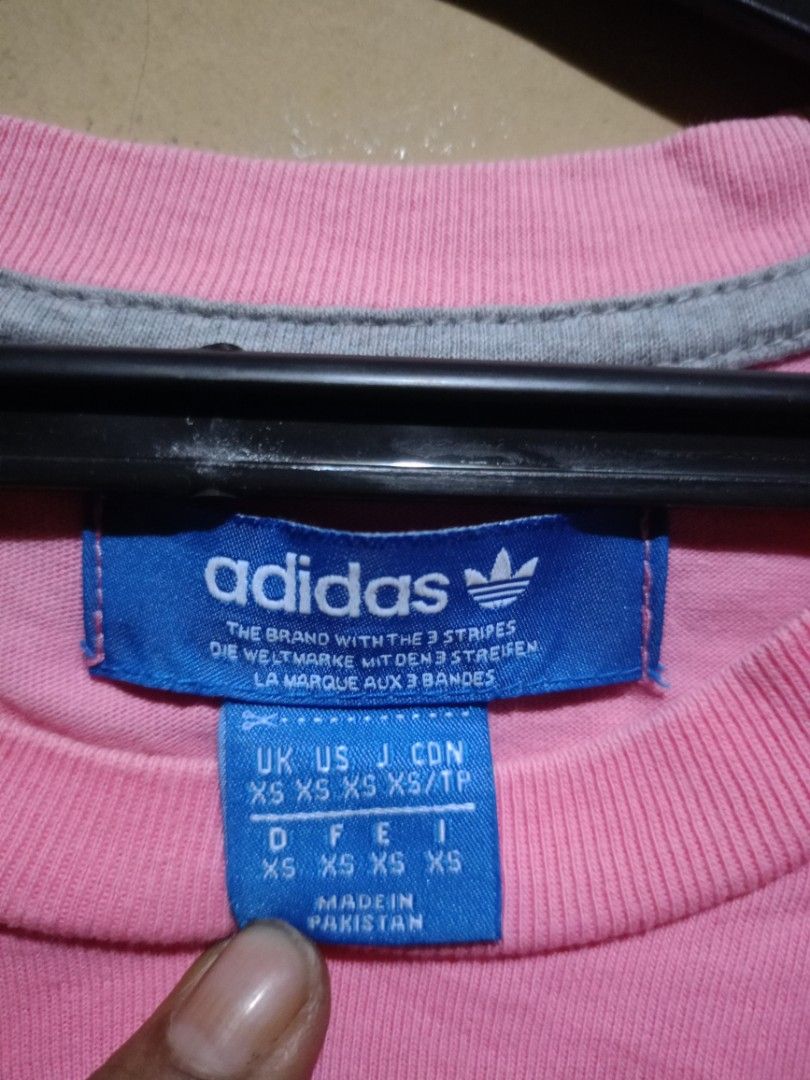 adidas
THE BRAND WITH THE 3 STRIPES
DIE WELTMARKE MIT DEN 3 STREIFEN
LA MARQUE AUX 3 BANDES
UK US J CDN
XS XS XS XS/TP
D F E I
XS XS XS XS
MADE IN
PAKISTAN